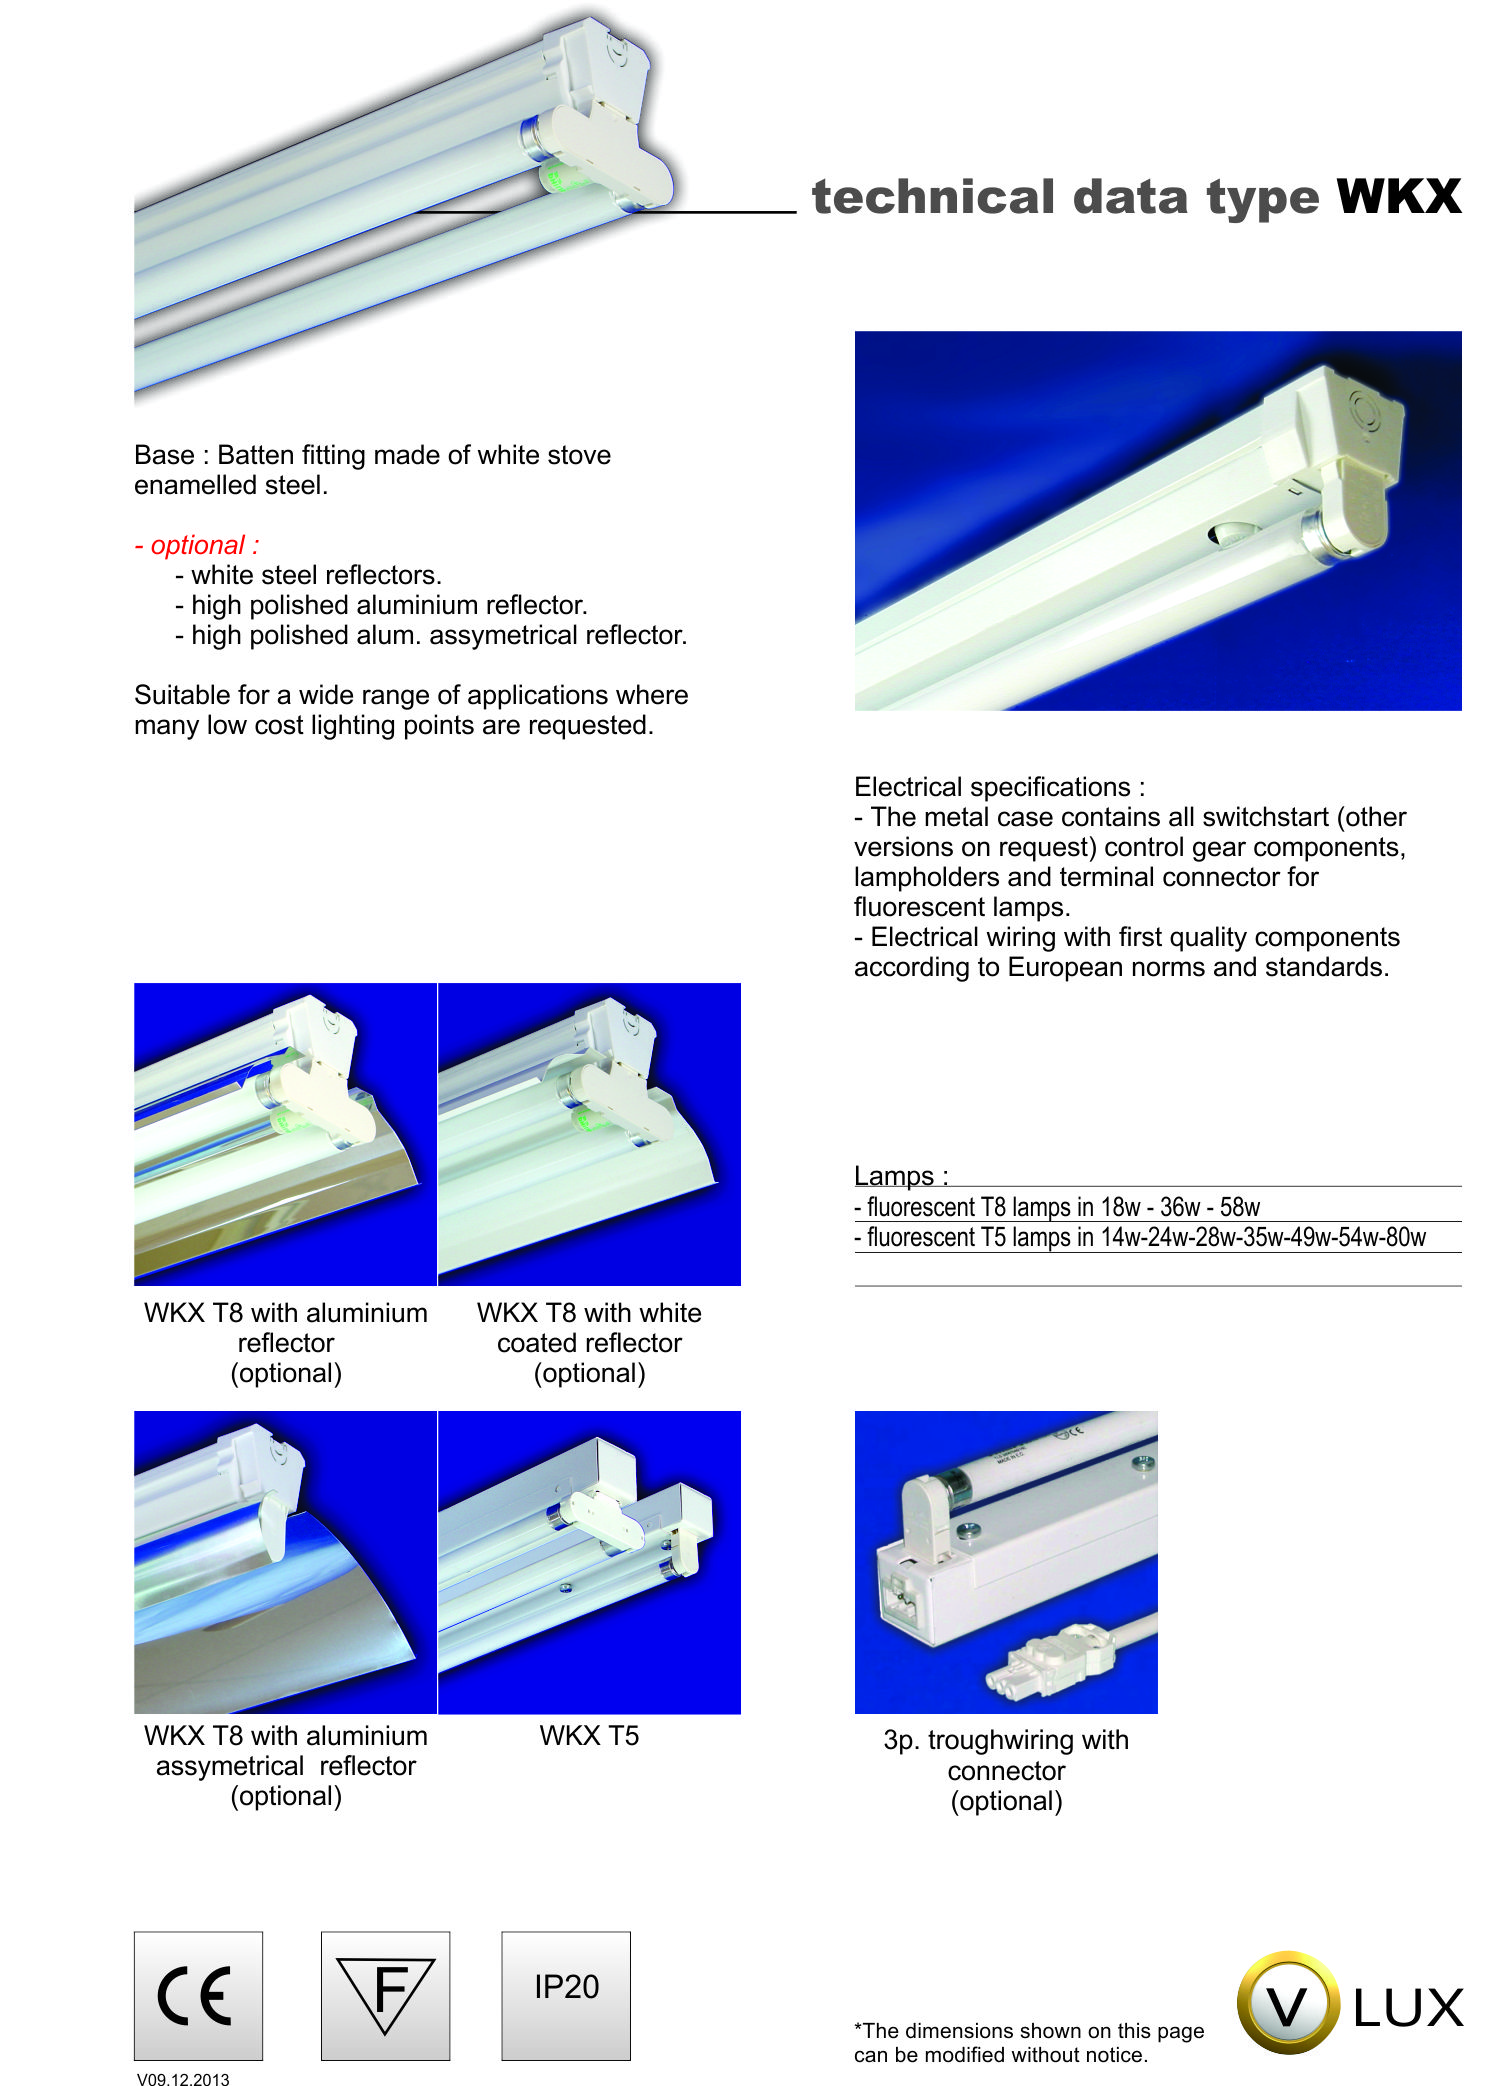 technical data type WKX
Base : Batten fitting made of white stove
enamelled steel.
- optional :
- white steel reflectors.
- high polished aluminium reflector.
- high polished alum. assymetrical reflector.
Suitable for a wide range of applications where
many low cost lighting points are requested.
Electrical specifications :
- The metal case contains all switchstart (other
versions on request) control gear components,
lampholders and terminal connector for
fluorescent lamps.
- Electrical wiring with first quality components
according to European norms and standards.
Lamps :
- fluorescent T8 lamps in 18w - 36w - 58w
- fluorescent T5 lamps in 14w-24w-28w-35w-49w-54w-80w
WKX T8 with aluminium
reflector
(optional)
WKX T8 with white
coated reflector
(optional)
WKX T8 with aluminium
assymetrical  reflector
(optional)
WKX T5
MADE IN E.C.
CE
3p. troughwiring with
connector
(optional)
CE
F
IP20
V09.12.2013
*The dimensions shown on this page
can be modified without notice.
V LUX